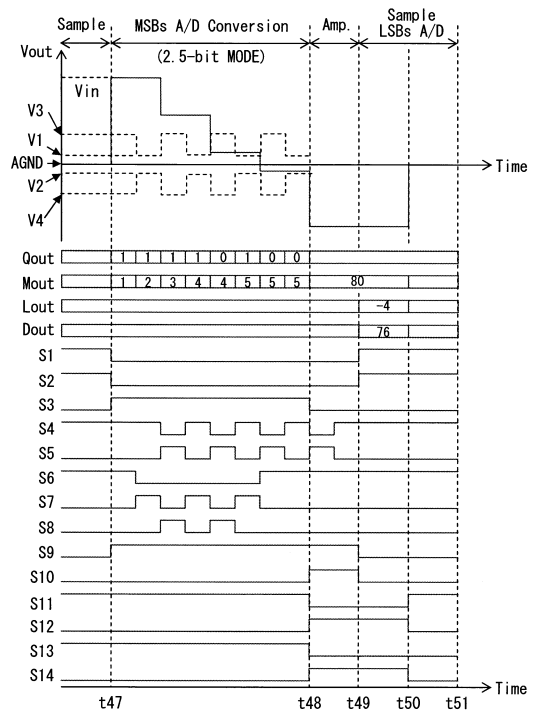 Sample MSBs A/D Conversion Amp. Sample LSBs A/D
Vout (2.5-bit MODE)
Vin
V3
V1
AGND Time
V2
V4
Qout 1 1 1 1 0 1 0 0
Mout 1 2 3 4 4 5 5 5 80
Lout -4
Dout 76
S1
S2
S3
S4
S5
S6
S7
S8
S9
S10
S11
S12
S13
S14
Time
t47 t48 t49 t50 t51